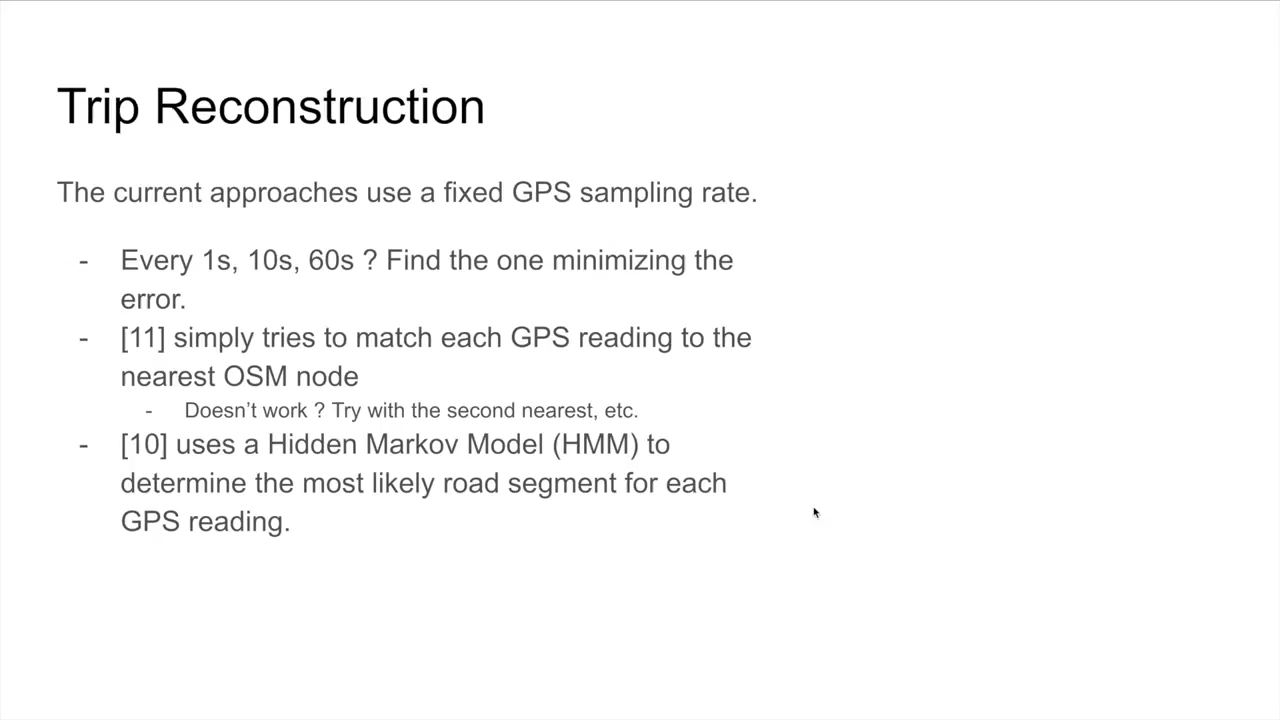 Trip Reconstruction
The current approaches use a fixed GPS sampling rate.
- Every 1s, 10s, 60s ? Find the one minimizing the
error.
- [11] simply tries to match each GPS reading to the
nearest OSM node
- Doesn't work ? Try with the second nearest, etc.
- [10] uses a Hidden Markov Model (HMM) to
determine the most likely road segment for each
GPS reading.